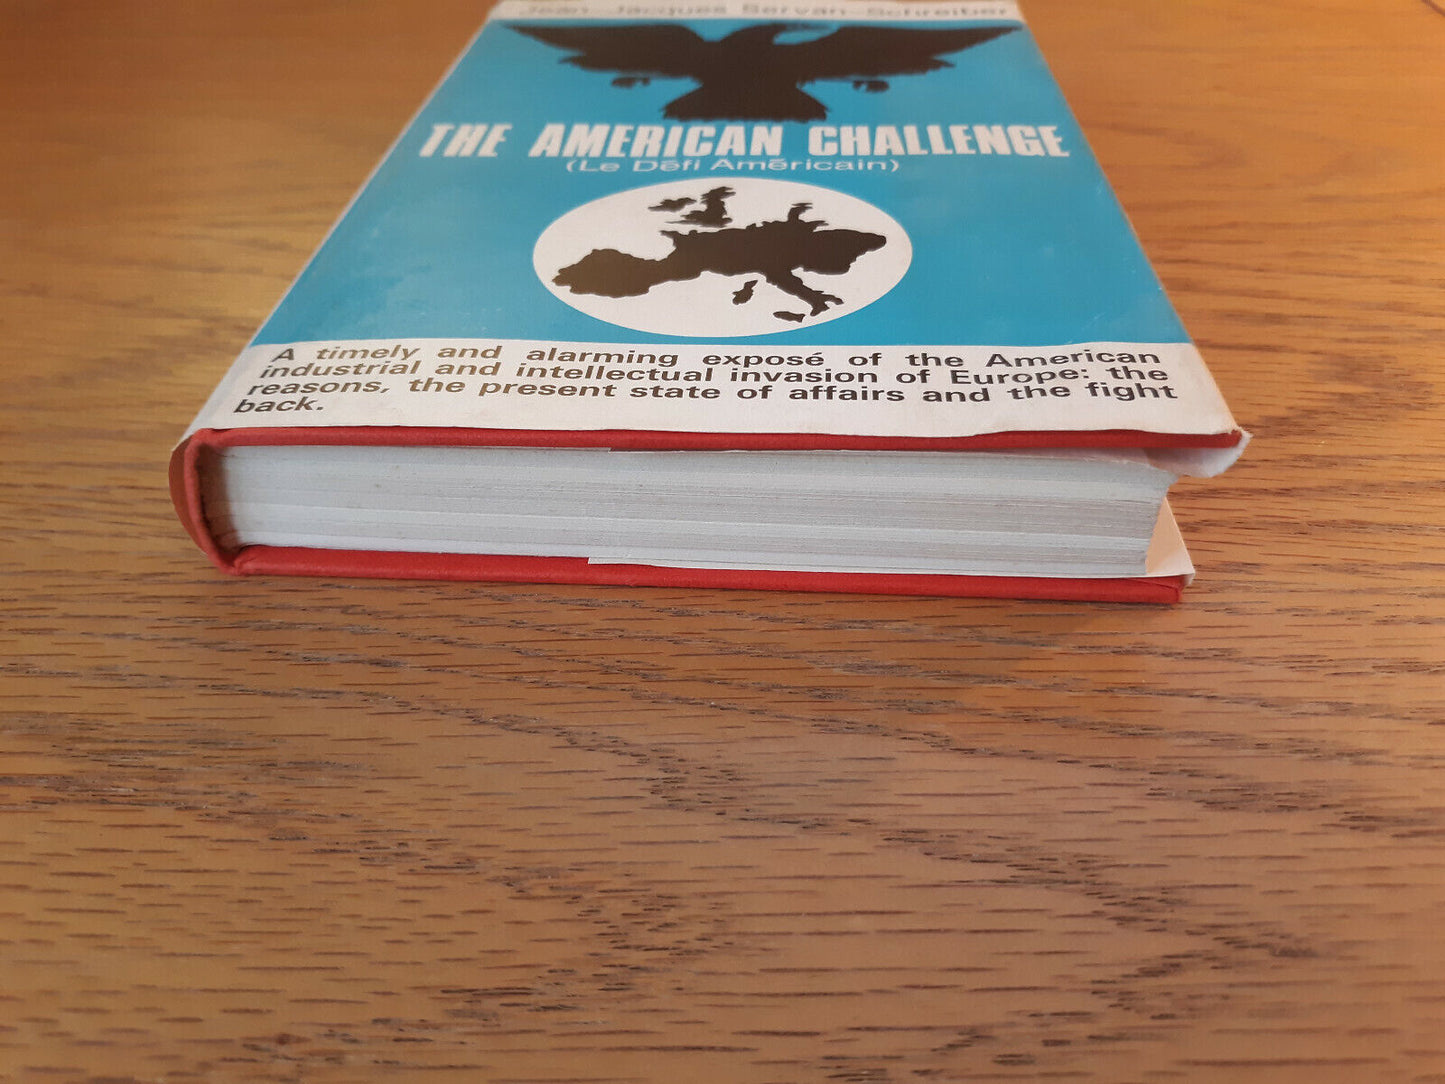 Jean-Jacques Servan-Schreiber
THE AMERICAN CHALLENGE
(Le Défi Américain)
A timely and alarming exposé of the American
industrial and intellectual invasion of Europe: the
reasons, the present state of affairs and the fight
back.